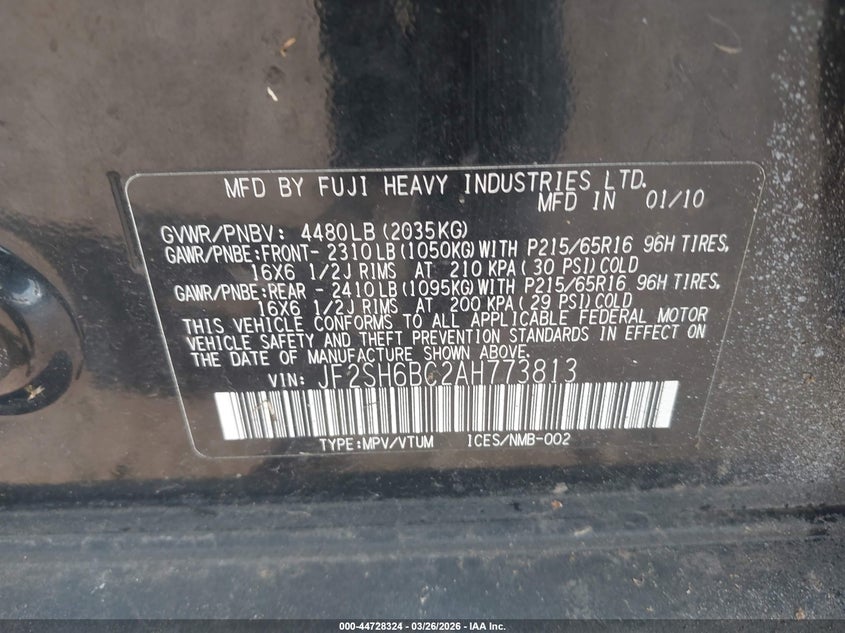 MFD BY FUJI HEAVY INDUSTRIES LTD.
MFD IN 01/10
GVWR/PNBV: 4480LB (2035KG)
GAWR/PNBE:FRONT- 2310LB (1050KG) WITH P215/65R16 96H TIRES,
16X6 1/2J RIMS AT 210 KPA ( 30 PSI) COLD
GAWR/PNBE:REAR - 2410LB (1095KG) WITH P215/65R16 96H TIRES,
16X6 1/2J RIMS AT 200 KPA ( 29 PSI) COLD
THIS VEHICLE CONFORMS TO ALL APPLICABLE FEDERAL MOTOR
VEHICLE SAFETY AND THEFT PREVENTION STANDARDS IN EFFECT ON
THE DATE OF MANUFACTURE SHOWN ABOVE.
VIN: JF2SH6BC2AH773813
TYPE:MPV/VTUM ICES/NMB-002
000-44728324 - 03/26/2026 - IAA Inc.